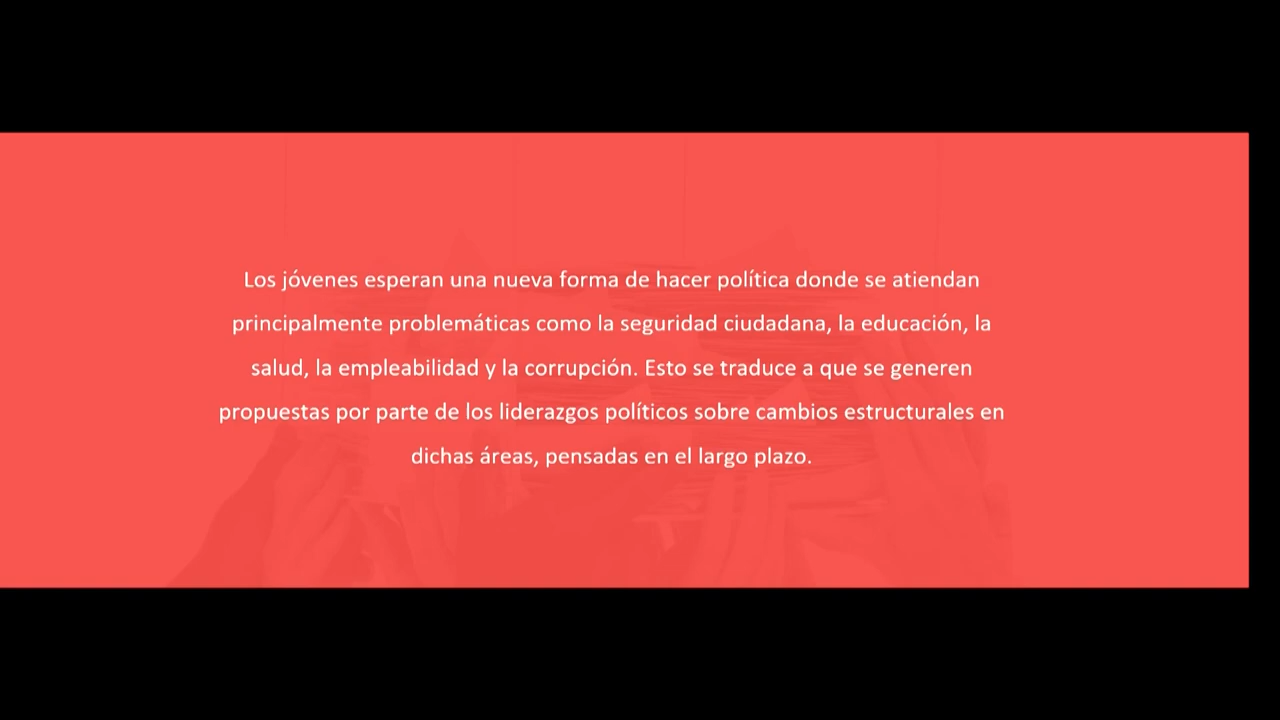 Los jóvenes esperan una nueva forma de hacer política donde se atiendan
principalmente problemáticas como la seguridad ciudadana, la educación, la
salud, la empleabilidad y la corrupción. Esto se traduce a que se generen
propuestas por parte de los liderazgos políticos sobre cambios estructurales en
dichas áreas, pensadas en el largo plazo.